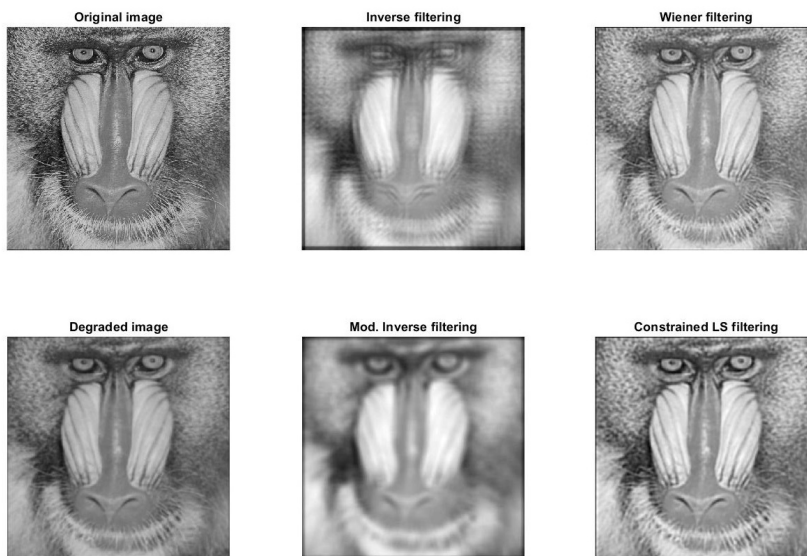 Original image
Inverse filtering
Wiener filtering
Degraded image
Mod. Inverse filtering
Constrained LS filtering